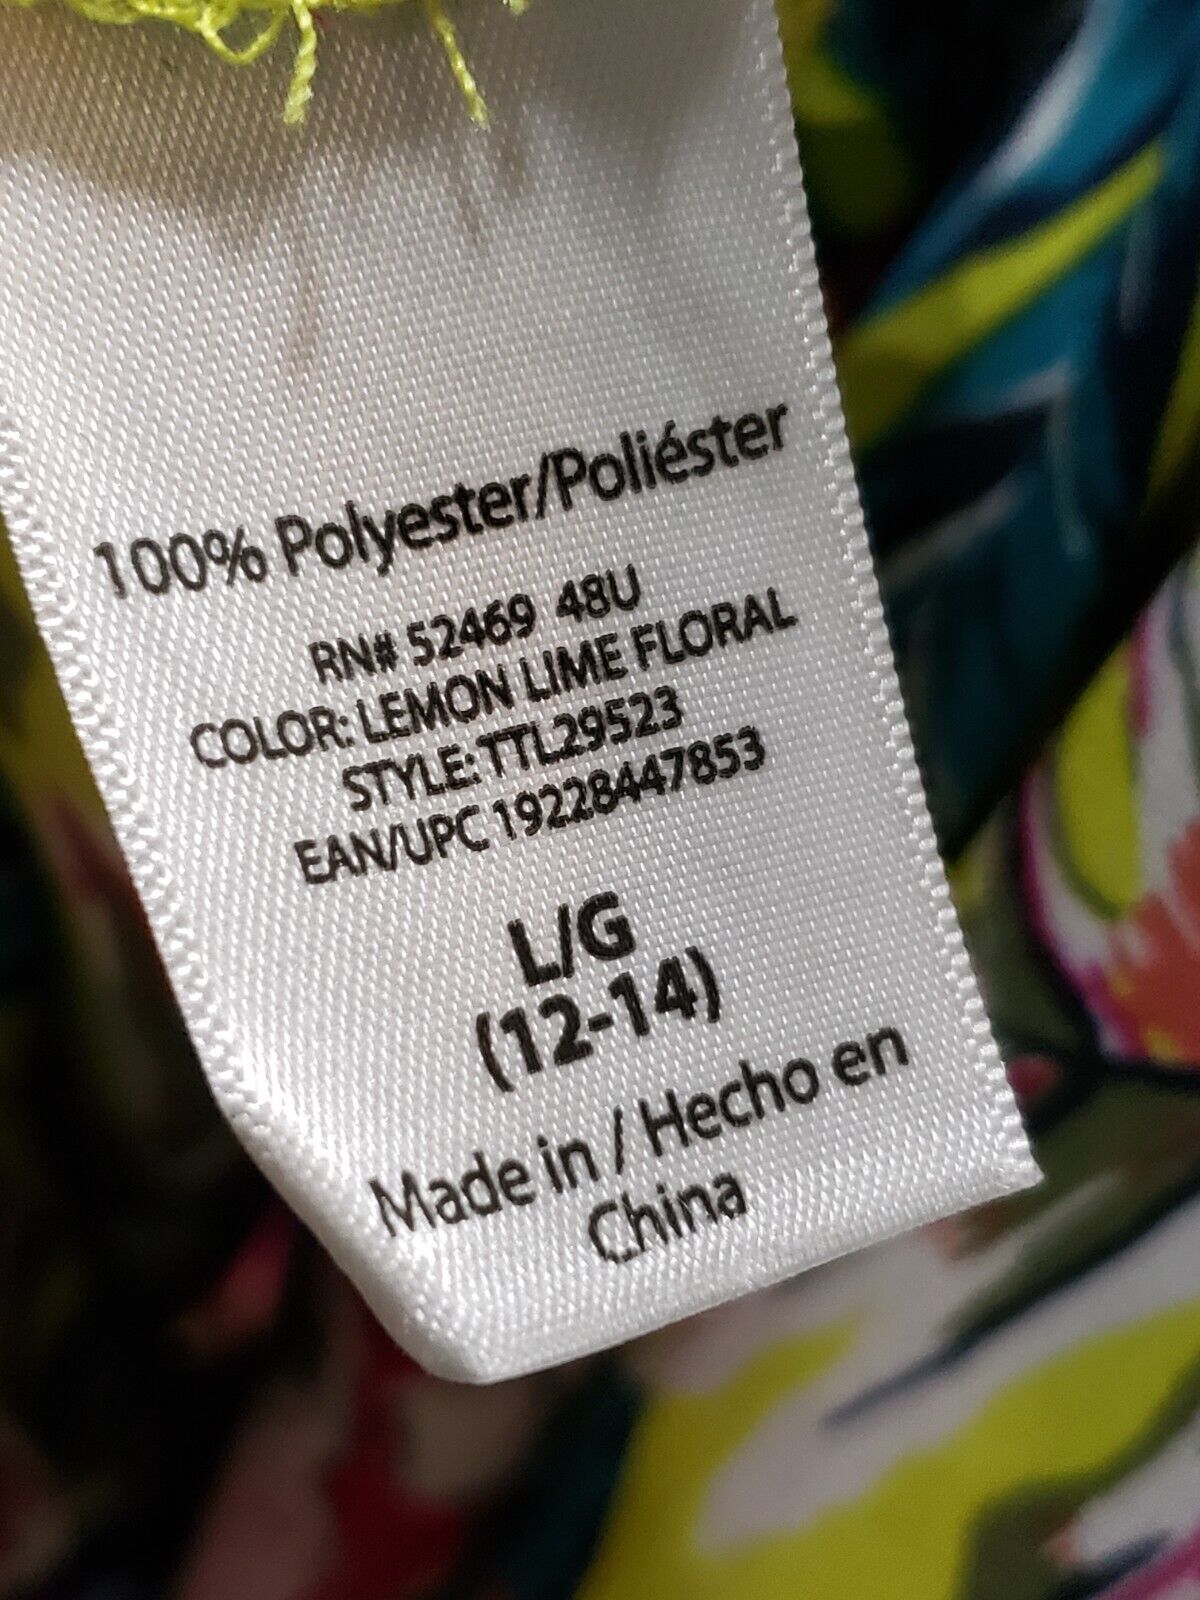 100% Polyester/Poliéster
RN# 52469 48U
COLOR: LEMON LIME FLORAL
STYLE: TTL29523
EAN/UPC 19228447853
L/G
(12-14)
Made in / Hecho en
China